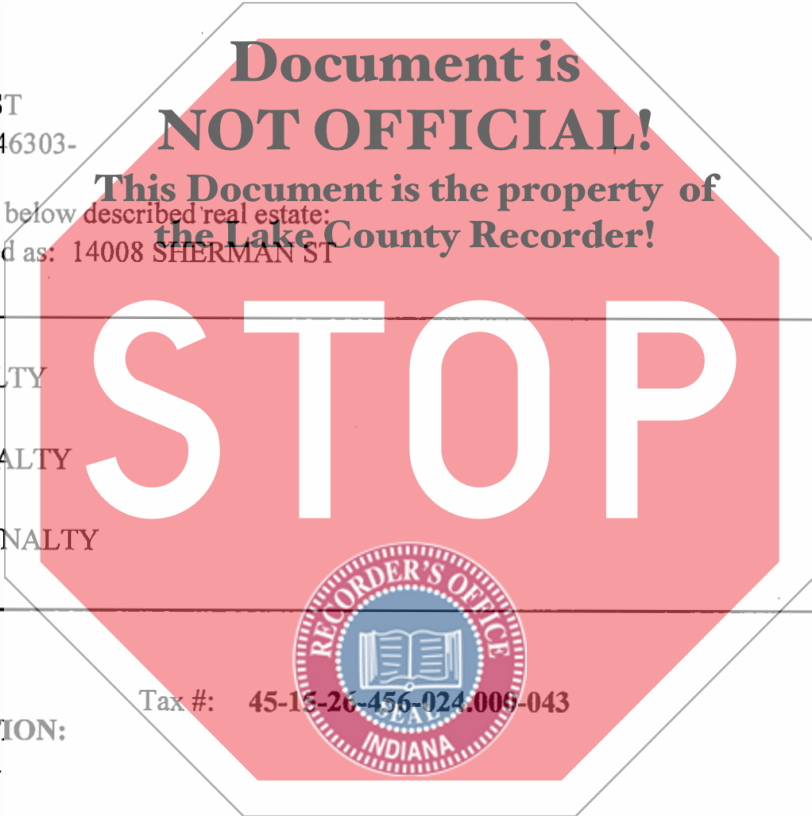 Document is
NOT OFFICIAL!
This Document is the property of
the Lake County Recorder!
ST
46303-
below described real estate:
d as: 14008 SHERMAN ST
STOP
LTY
ALTY
NALTY
RECORDER'S OFFICE
SEAL
INDIANA
Tax #: 45-15-26-456-024.000-043
ION: